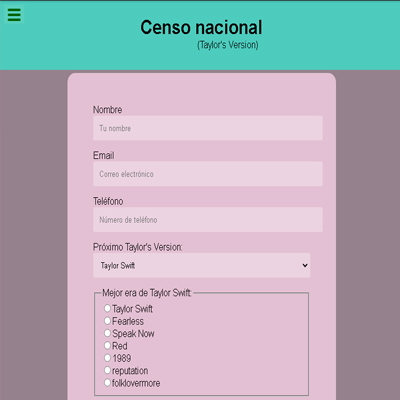 Censo nacional
(Taylor's Version)
Nombre
Tu nombre
Email
Correo electrónico
Teléfono
Número de teléfono
Próximo Taylor's Version:
Taylor Swift
Mejor era de Taylor Swift:
Taylor Swift
Fearless
Speak Now
Red
1989
reputation
folklovermore